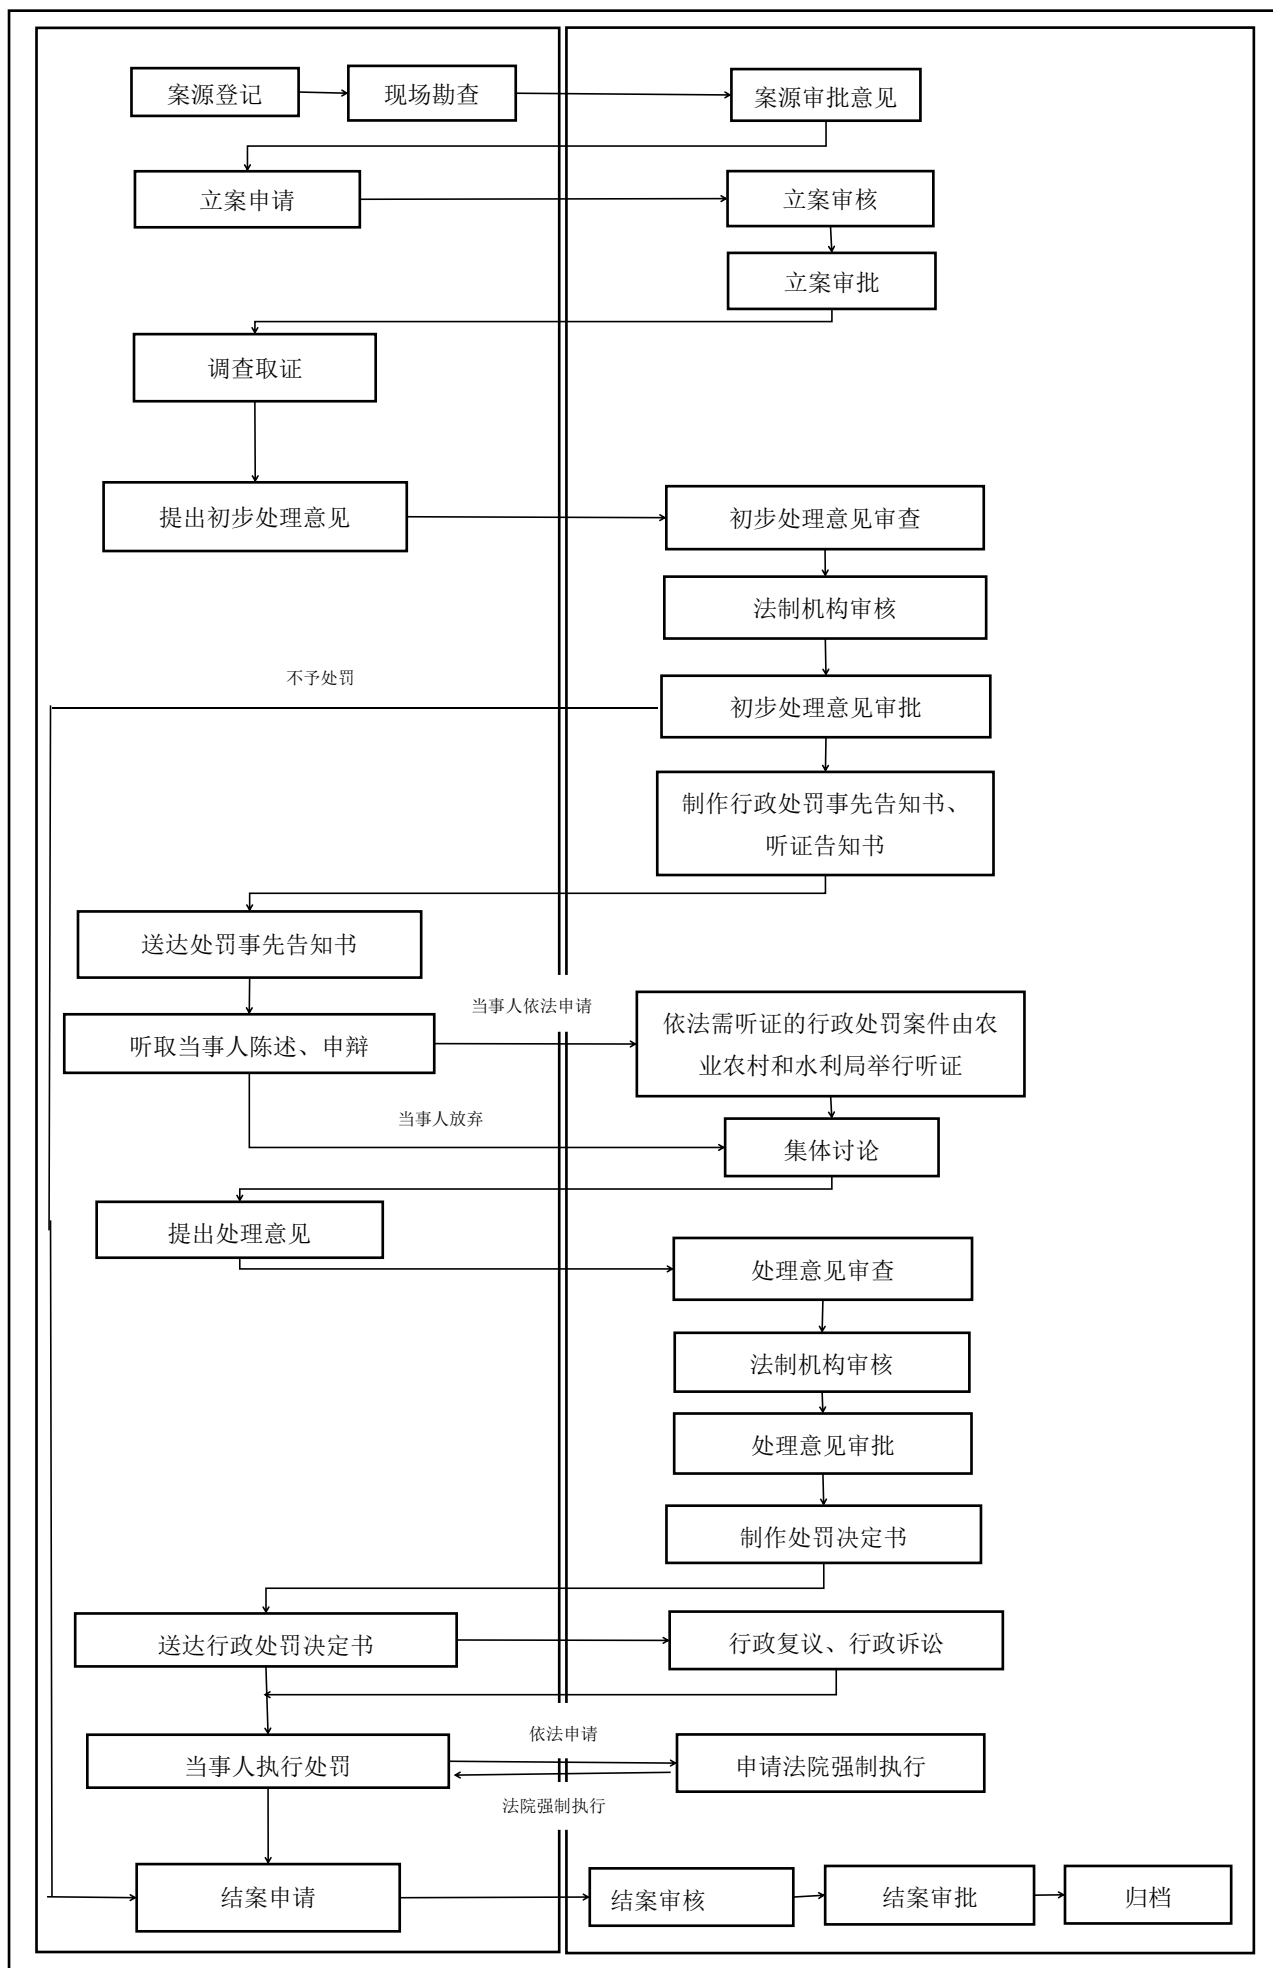 案源登记
现场勘查
案源审批意见
立案申请
立案审核
立案审批
调查取证
提出初步处理意见
初步处理意见审查
法制机构审核
不予处罚
初步处理意见审批
制作行政处罚事先告知书、
听证告知书
送达处罚事先告知书
当事人依法申请
听取当事人陈述、申辩
依法需听证的行政处罚案件由农
业农村和水利局举行听证
当事人放弃
集体讨论
提出处理意见
处理意见审查
法制机构审核
处理意见审批
制作处罚决定书
送达行政处罚决定书
行政复议、行政诉讼
依法申请
当事人执行处罚
申请法院强制执行
法院强制执行
结案申请
结案审核
结案审批
归档